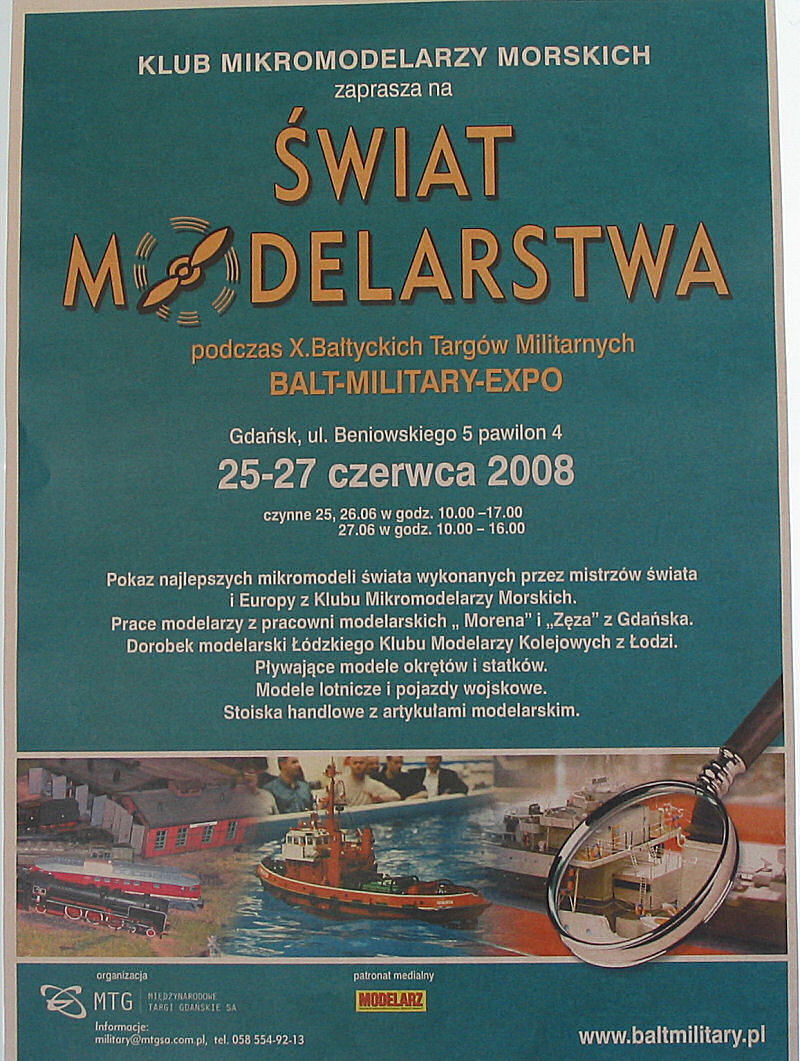 KLUB MIKROMODELARZY MORSKICH
zaprasza na
ŚWIAT
MODELARSTWA
podczas X.Bałtyckich Targów Militarnych
BALT-MILITARY-EXPO
Gdańsk, ul. Beniowskiego 5 pawilon 4
25-27 czerwca 2008
czynne 25, 26.06 w godz. 10.00 –17.00
27.06 w godz. 10.00 – 16.00
Pokaz najlepszych mikromodeli świata wykonanych przez mistrzów świata
i Europy z Klubu Mikromodelarzy Morskich.
Prace modelarzy z pracowni modelarskich „ Morena” i „Zęza” z Gdańska.
Dorobek modelarski Łódzkiego Klubu Modelarzy Kolejowych z Łodzi.
Pływające modele okrętów i statków.
Modele lotnicze i pojazdy wojskowe.
Stoiska handlowe z artykułami modelarskim.
organizacja
MTG MIĘDZYNARODOWE
TARGI GDAŃSKIE SA
Informacje:
military@mtgsa.com.pl, tel. 058 554-92-13
patronat medialny
MODELARZ
www.baltmilitary.pl